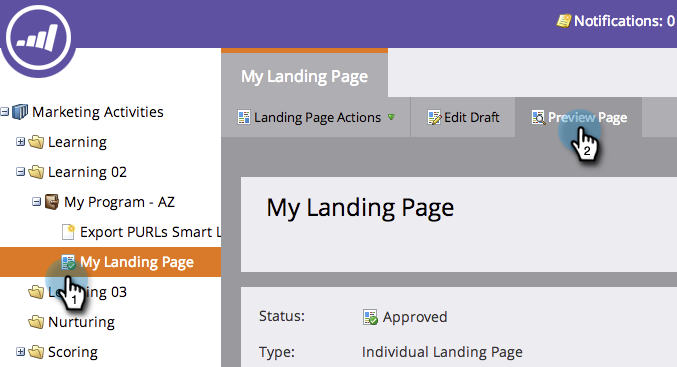 Notifications: 0
My Landing Page
Landing Page Actions
Edit Draft
Preview Page
2
Marketing Activities
Learning
Learning 02
My Program - AZ
Export PURLs Smart L
My Landing Page
1
Learning 03
Nurturing
Scoring
My Landing Page
Status: Approved
Type: Individual Landing Page